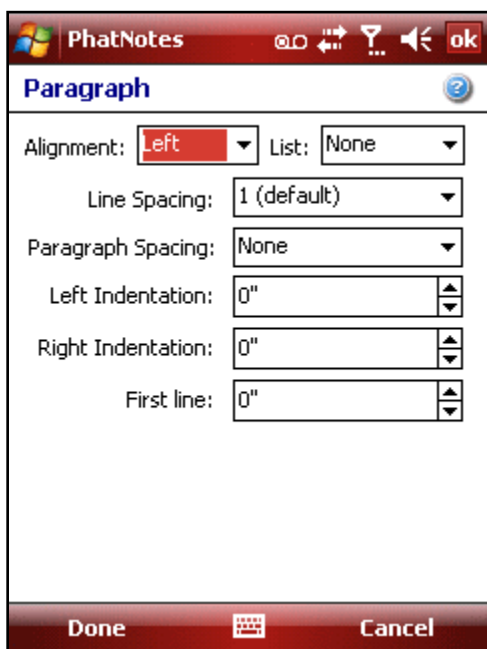 PhatNotes ok
Paragraph ?
Alignment: Left List: None
Line Spacing: 1 (default)
Paragraph Spacing: None
Left Indentation: 0"
Right Indentation: 0"
First line: 0"
Done Cancel